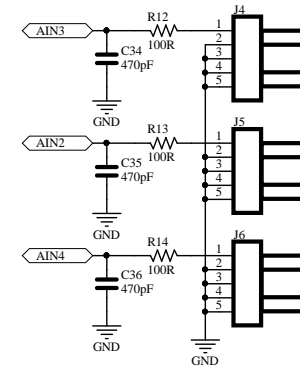 J4
R12
AIN3
100R
1
2
3
4
5
C34
470pF
GND
J5
R13
AIN2
100R
1
2
3
4
5
C35
470pF
GND
J6
R14
AIN4
100R
1
2
3
4
5
C36
470pF
GND
GND